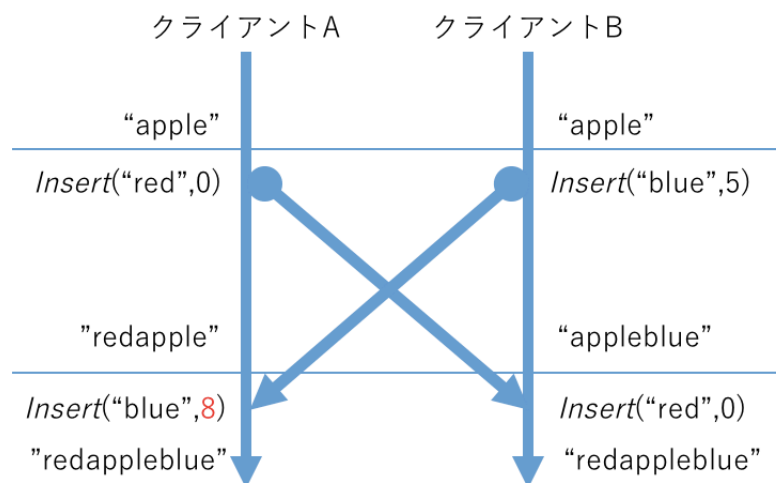 クライアントA クライアントB
“apple” “apple”
Insert(“red”,0) Insert(“blue”,5)
”redapple” “appleblue”
Insert(“blue”,8) Insert(“red”,0)
”redappleblue” “redappleblue”